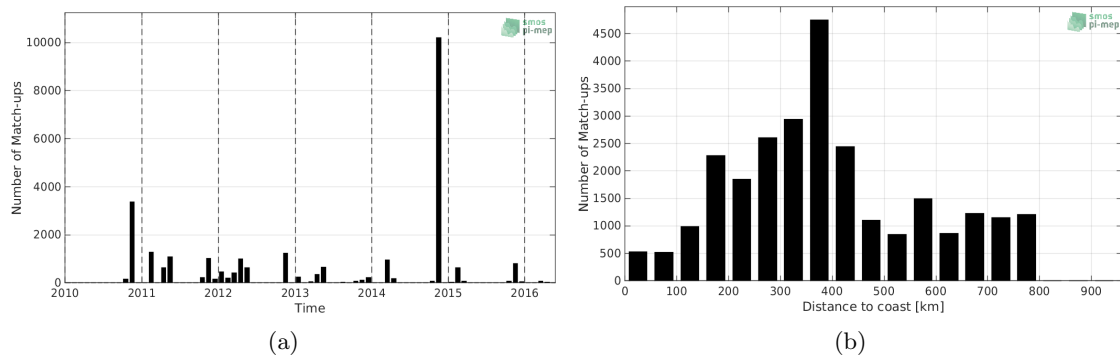 smos
pi-mep
10000
8000
6000
4000
2000
0
Number of Match-ups
2010 2011 2012 2013 2014 2015 2016
Time
(a)
smos
pi-mep
4500
4000
3500
3000
2500
2000
1500
1000
500
0
Number of Match-ups
0 100 200 300 400 500 600 700 800 900
Distance to coast [km]
(b)